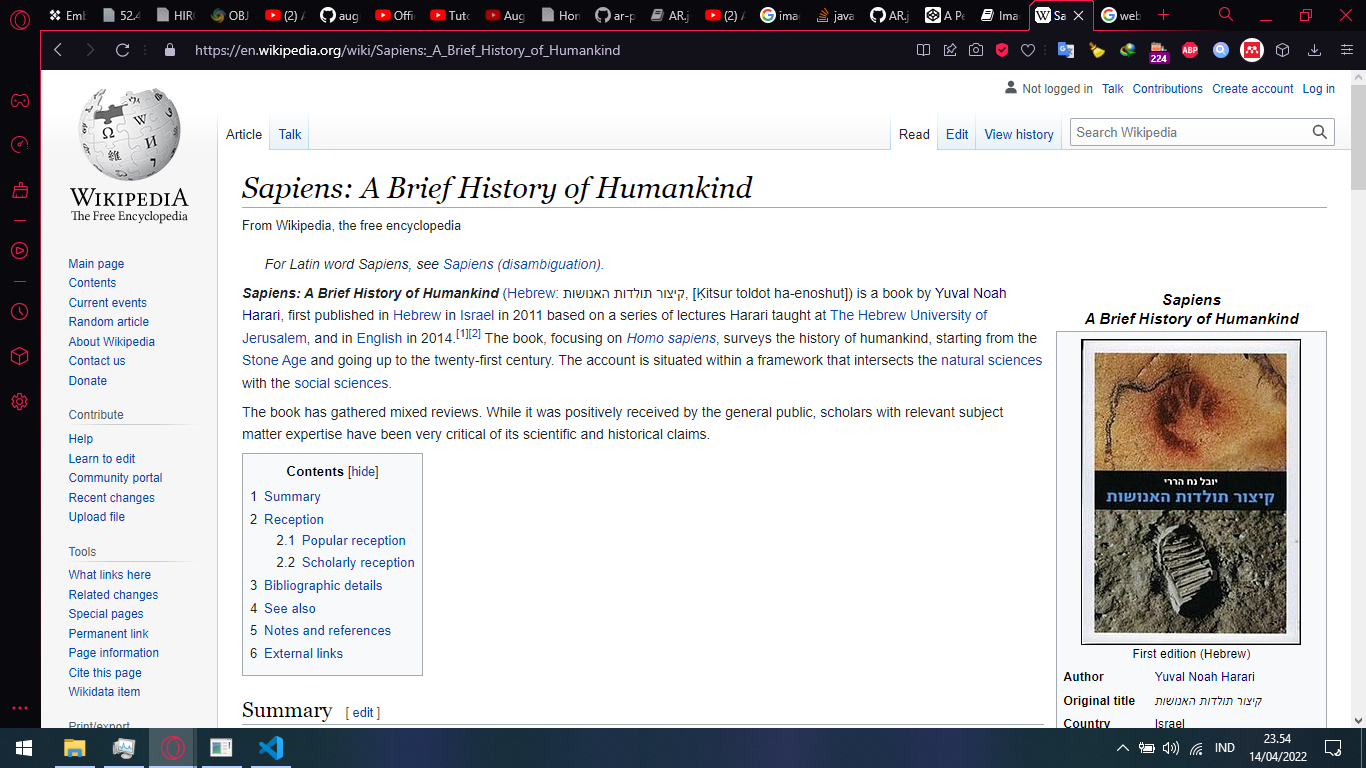 Emb
52.4
HIR
OBJ
(2) A
aug
Offic
Tuto
Aug
Hon
ar-p
AR.j
(2) A
ima
java
AR.j
A Pe
Ima
W Sa
web
https://en.wikipedia.org/wiki/Sapiens:_A_Brief_History_of_Humankind
224
ABP
Not logged in Talk Contributions Create account Log in
Article Talk Read Edit View history Search Wikipedia
WIKIPEDIA
The Free Encyclopedia
Main page
Contents
Current events
Random article
About Wikipedia
Contact us
Donate
Contribute
Help
Learn to edit
Community portal
Recent changes
Upload file
Tools
What links here
Related changes
Special pages
Permanent link
Page information
Cite this page
Wikidata item
Print/export
Sapiens: A Brief History of Humankind
From Wikipedia, the free encyclopedia
For Latin word Sapiens, see Sapiens (disambiguation).
Sapiens: A Brief History of Humankind (Hebrew: קיצור תולדות האנושות, [Ḳitsur toldot ha-enoshut]) is a book by Yuval Noah
Harari, first published in Hebrew in Israel in 2011 based on a series of lectures Harari taught at The Hebrew University of
Jerusalem, and in English in 2014.[1][2] The book, focusing on Homo sapiens, surveys the history of humankind, starting from the
Stone Age and going up to the twenty-first century. The account is situated within a framework that intersects the natural sciences
with the social sciences.
The book has gathered mixed reviews. While it was positively received by the general public, scholars with relevant subject
matter expertise have been very critical of its scientific and historical claims.
Contents [hide]
1 Summary
2 Reception
2.1 Popular reception
2.2 Scholarly reception
3 Bibliographic details
4 See also
5 Notes and references
6 External links
Summary [ edit ]
Sapiens
A Brief History of Humankind
יובל נח הררי
קיצור תולדות האנושות
First edition (Hebrew)
Author Yuval Noah Harari
Original title קיצור תולדות האנושות
Country Israel
IND
23.54
14/04/2022